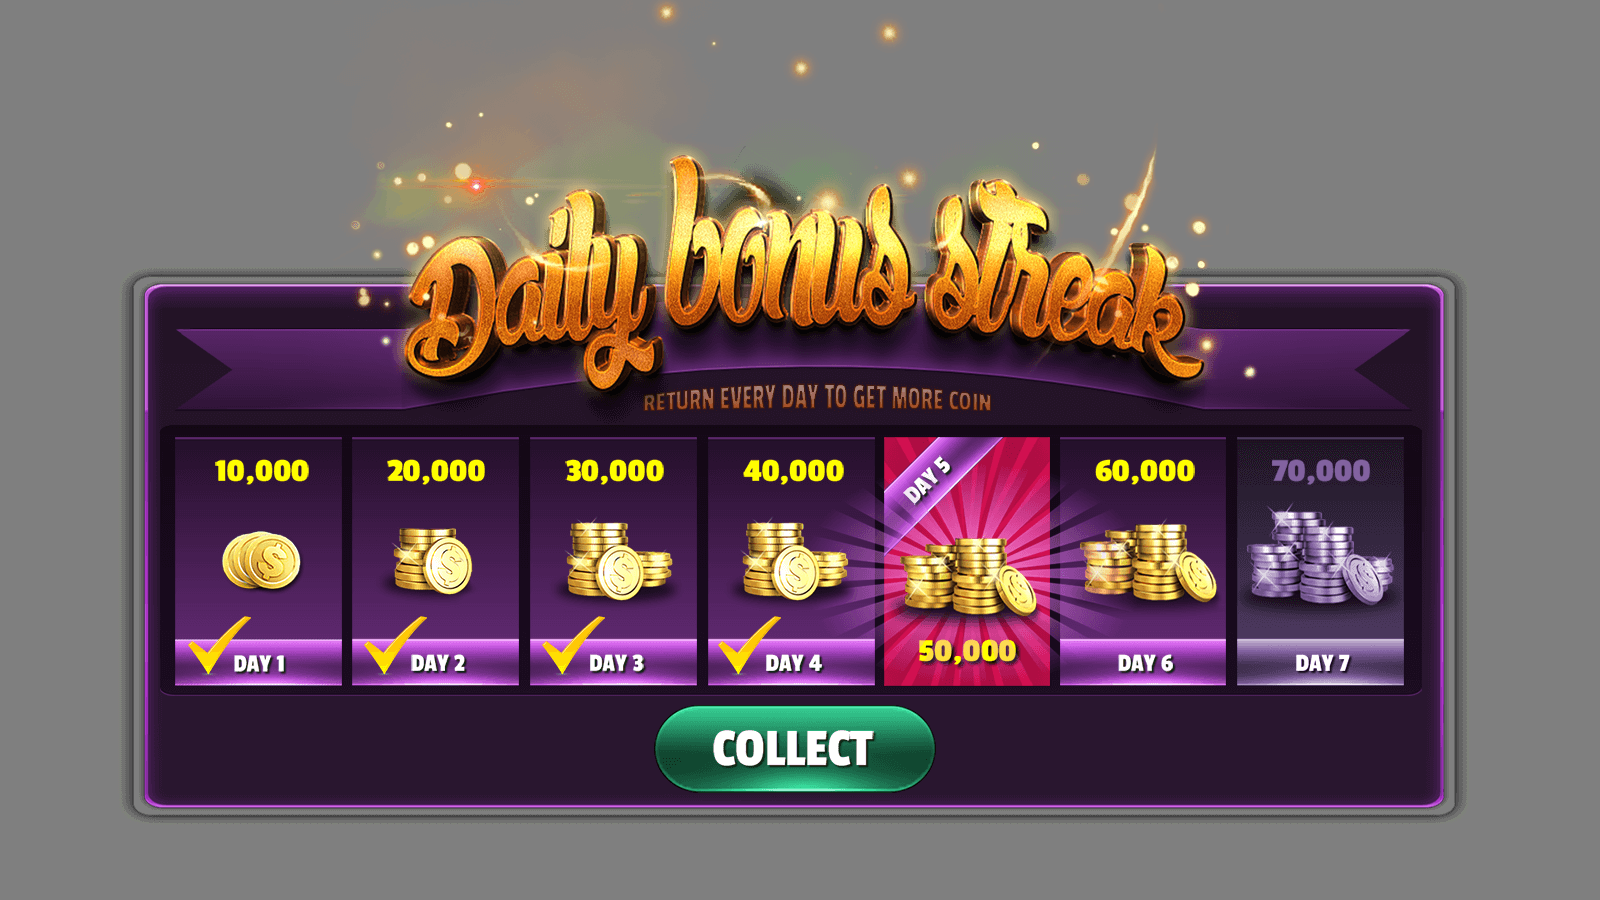 Daily bonus streak
RETURN EVERY DAY TO GET MORE COIN
10,000
DAY 1
20,000
DAY 2
30,000
DAY 3
40,000
DAY 4
DAY 5
50,000
60,000
DAY 6
70,000
DAY 7
COLLECT